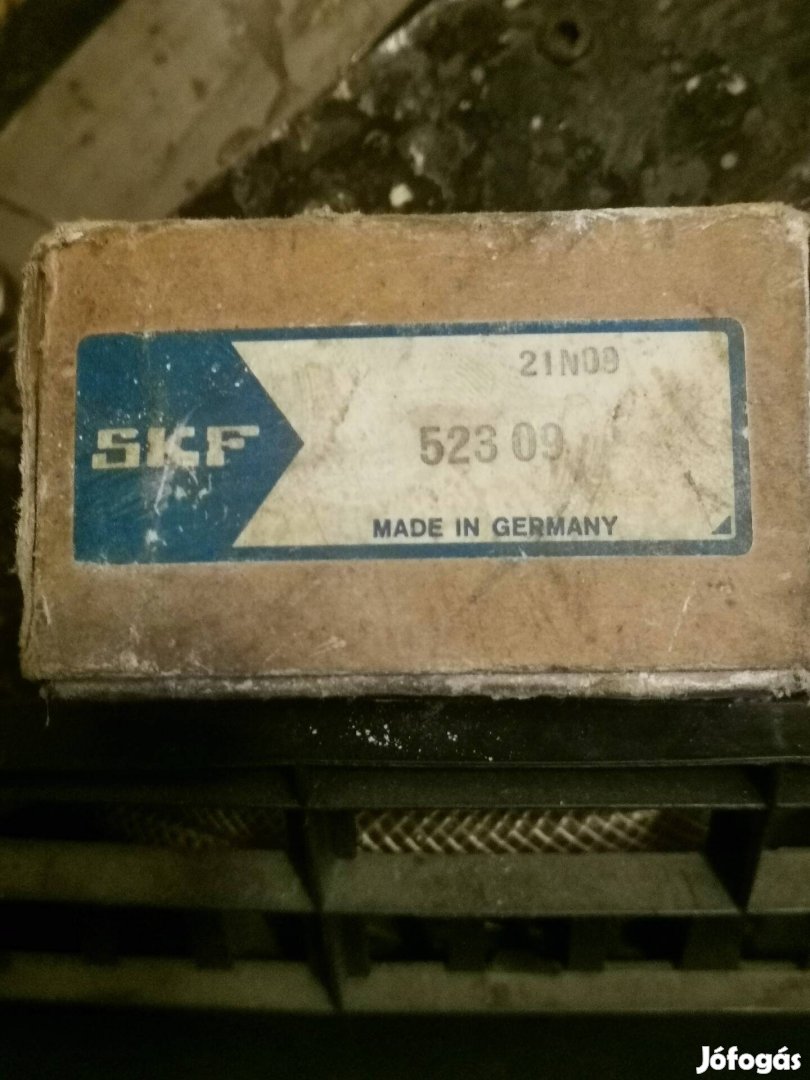 21N09
SKF
523 09
MADE IN GERMANY
Jófogás